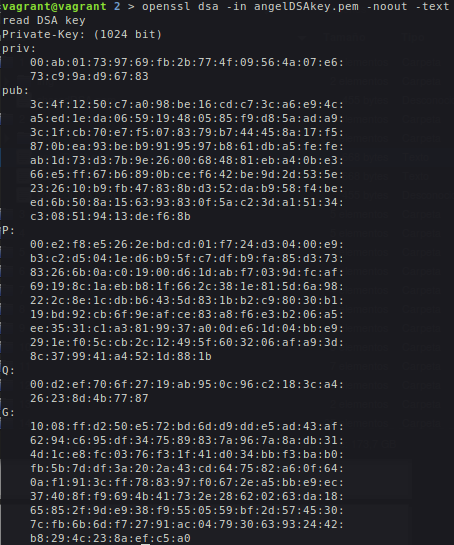 vagrant@vagrant 2 > openssl dsa -in angelDSAkey.pem -noout -text
read DSA key
Private-Key: (1024 bit)
priv:
00:ab:01:73:97:69:fb:2b:77:4f:09:56:4a:07:e6:
73:c9:9a:d9:67:83
pub:
3c:4f:12:50:c7:a0:98:be:16:cd:c7:3c:a6:e9:4c:
a5:ed:1e:da:06:59:19:48:05:85:f9:d8:5a:ad:a9:
3c:1f:cb:70:e7:f5:07:83:79:b7:44:45:8a:17:f5:
87:0b:ea:93:be:b9:91:95:97:b8:61:db:a5:fe:fe:
ab:1d:73:d3:7b:9e:26:00:68:48:81:eb:a4:0b:e3:
66:e5:ff:67:b6:89:0b:ce:f6:42:be:9d:2d:53:5e:
23:26:10:b9:fb:47:83:8b:d3:52:da:b9:58:f4:be:
ed:6b:50:8a:15:63:93:83:0f:5a:c2:3d:a1:51:34:
c3:08:51:94:13:de:f6:8b
P:
00:e2:f8:e5:26:2e:bd:cd:01:f7:24:d3:04:00:e9:
b3:c2:d5:04:1e:d6:b9:5f:c7:df:b9:fa:85:d3:73:
83:26:6b:0a:c0:19:00:d6:1d:ab:f7:03:9d:fc:af:
69:19:8c:1a:eb:b8:1f:66:2c:38:1e:81:5d:6a:98:
22:2c:8e:1c:db:b6:43:5d:83:1b:b2:c9:80:30:b1:
19:bd:92:cb:6f:9e:af:ce:83:a8:f6:e3:b2:06:a5:
ee:35:31:c1:a3:81:99:37:a0:0d:e6:1d:04:bb:e9:
29:1e:f0:5c:cb:2c:12:49:5f:60:32:06:af:a9:3d:
8c:37:99:41:a4:52:1d:88:1b
Q:
00:d2:ef:70:6f:27:19:ab:95:0c:96:c2:18:3c:a4:
26:23:8d:4b:77:87
G:
10:08:ff:d2:50:e5:72:bd:6d:d9:dd:e5:ad:43:af:
62:94:c6:95:df:34:75:89:83:7a:96:7a:8a:db:31:
4d:1c:e8:fc:03:76:f3:1f:41:d0:34:bb:f3:ba:b0:
fb:5b:7d:df:3a:20:2a:43:cd:64:75:82:a6:0f:64:
0a:f1:91:3c:ff:78:83:97:f0:67:2e:a5:bb:e9:ec:
37:40:8f:f9:69:4b:41:73:2e:28:62:02:63:da:18:
65:85:2f:9d:e9:38:f9:55:05:59:bf:2d:57:45:30:
7c:fb:6b:6d:f7:27:91:ac:04:79:30:63:93:24:42:
b8:29:4c:23:8a:ef:c5:a0